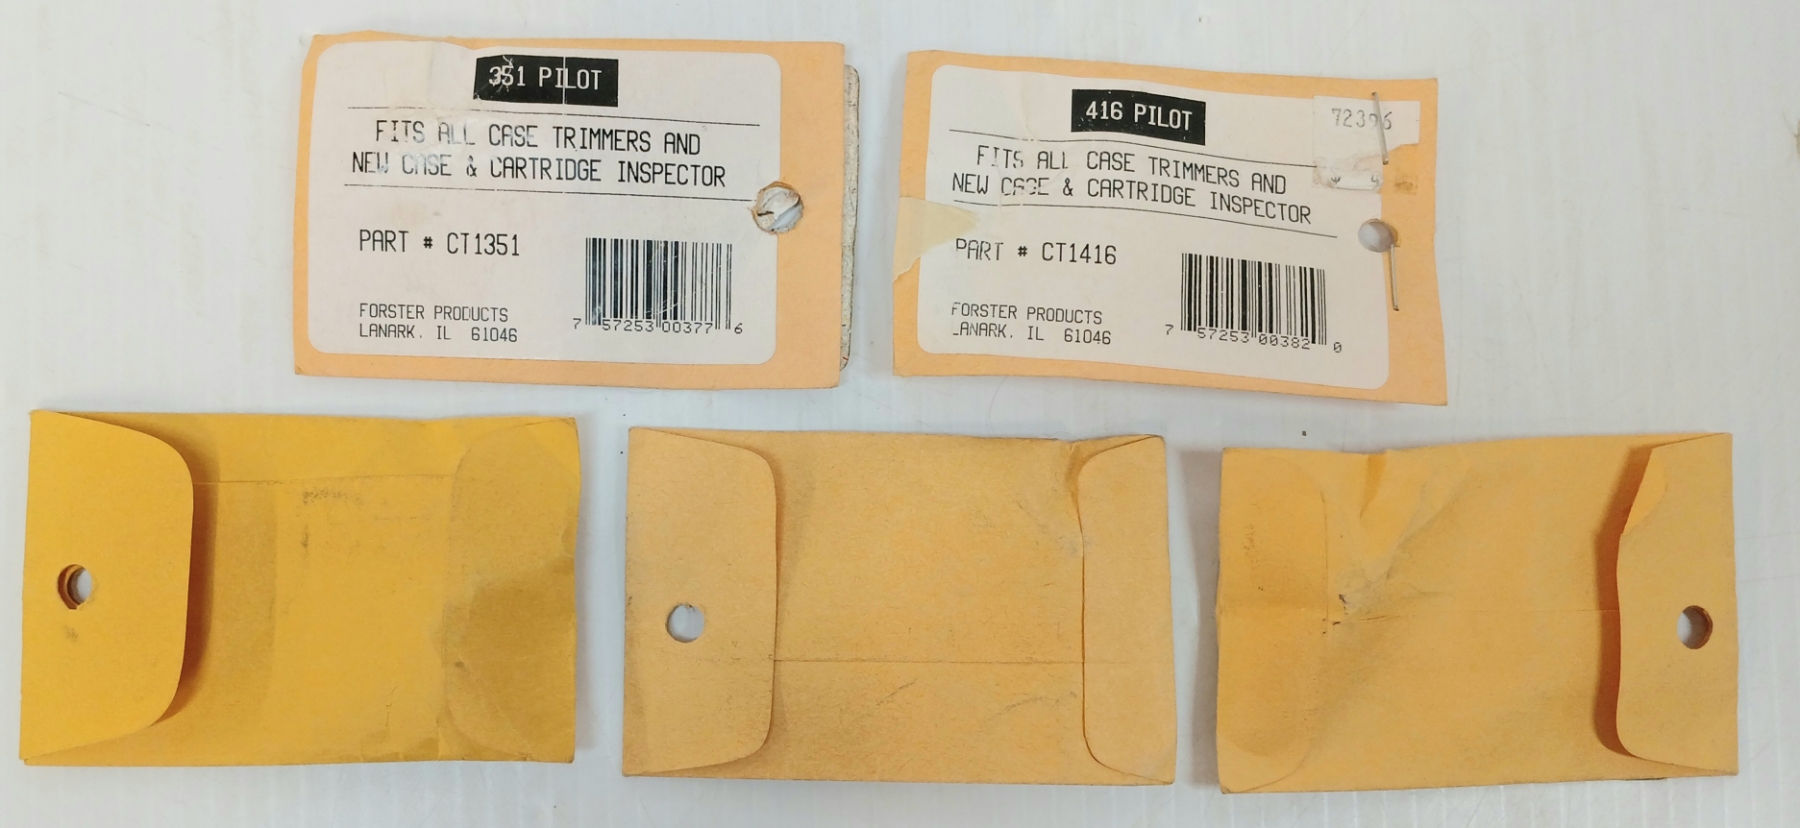 351 PILOT
FITS ALL CASE TRIMMERS AND
NEW CASE & CARTRIDGE INSPECTOR
PART # CT1351
FORSTER PRODUCTS
LANARK, IL 61046
7 57253 00377 6
416 PILOT
FITS ALL CASE TRIMMERS AND
NEW CASE & CARTRIDGE INSPECTOR
PART # CT1416
FORSTER PRODUCTS
LANARK, IL 61046
7 57253 00382 0